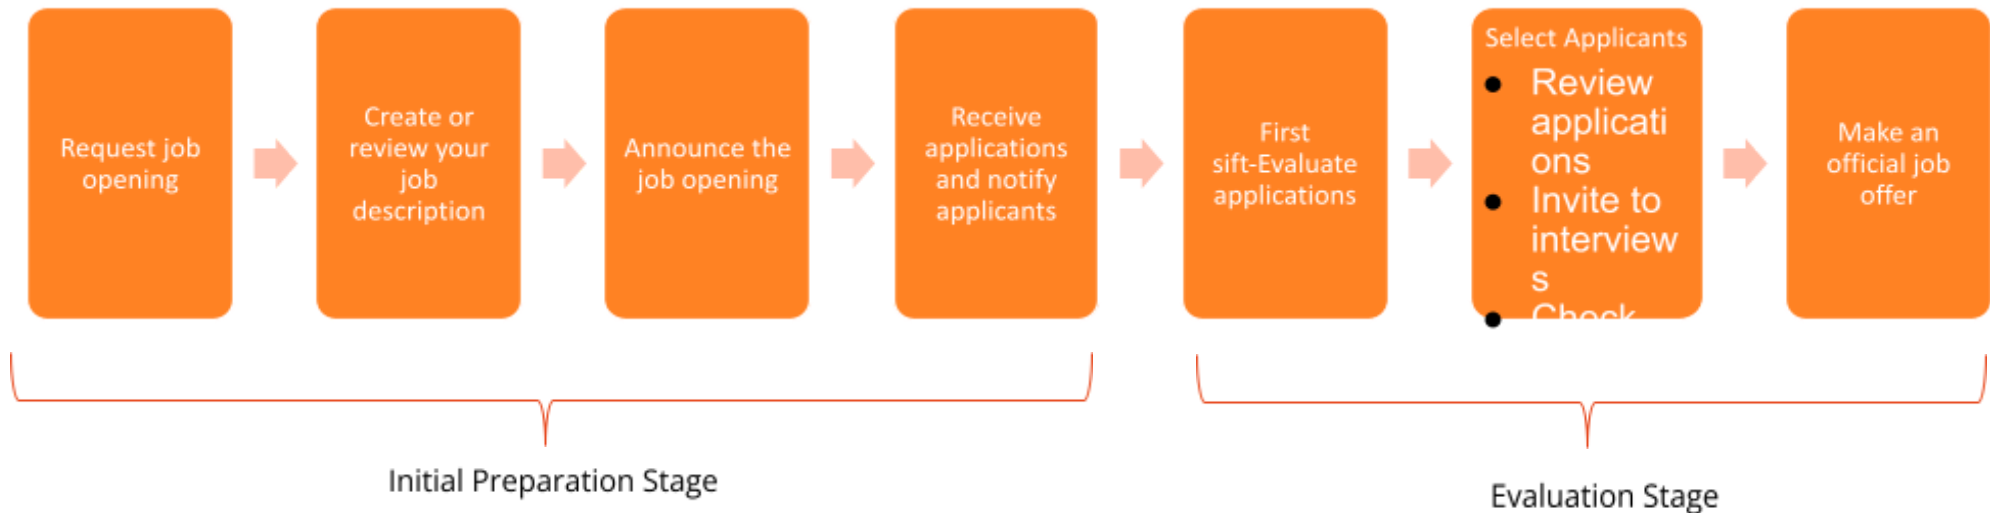 Request job
opening
Create or
review your
job
description
Announce the
job opening
Receive
applications
and notify
applicants
First
sift-Evaluate
applications
Select Applicants
● Review
applicati
ons
● Invite to
interview
s
● Check
Make an
official job
offer
Initial Preparation Stage
Evaluation Stage